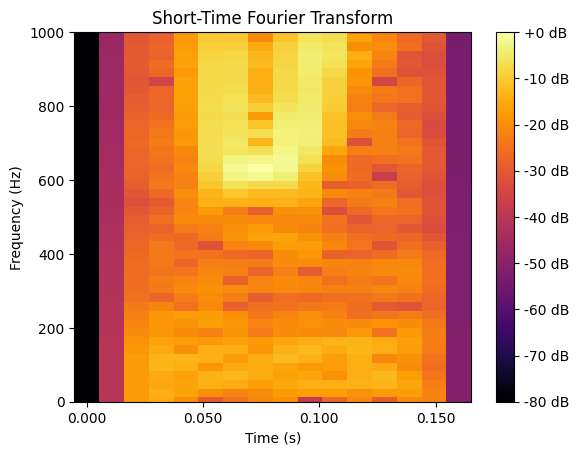 Short-Time Fourier Transform
1000
800
600
400
200
0
Frequency (Hz)
0.000
0.050
0.100
0.150
Time (s)
+0 dB
-10 dB
-20 dB
-30 dB
-40 dB
-50 dB
-60 dB
-70 dB
-80 dB